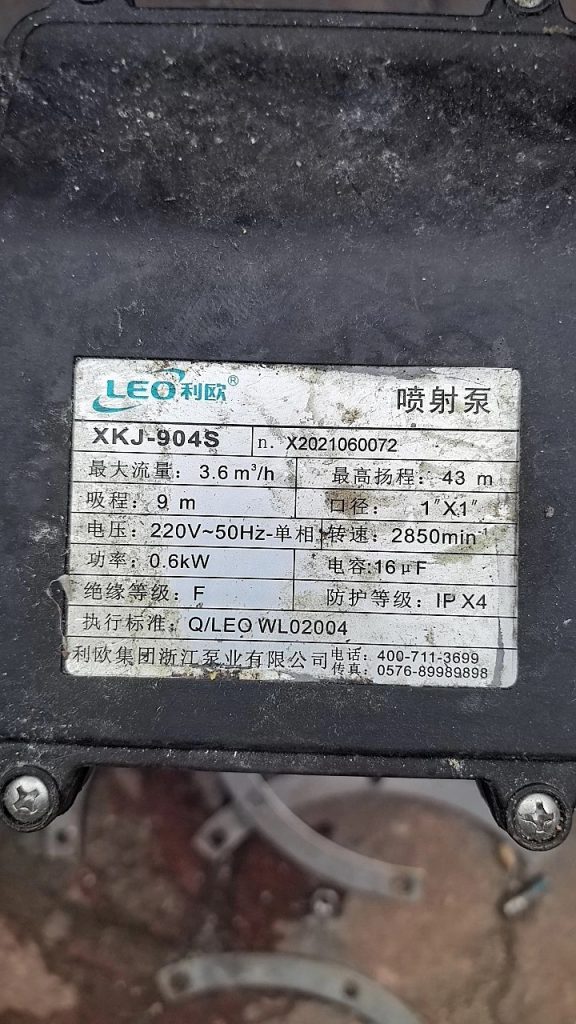 LEO利欧® 喷射泵
XKJ-904S n. X2021060072
最大流量: 3.6m³/h 最高扬程: 43 m
吸程: 9 m 口径: 1″X1″
电压: 220V~50Hz-单相 转速: 2850min⁻¹
功率: 0.6kW 电容:16μF
绝缘等级: F 防护等级: IP X4
执行标准: Q/LEO WL02004
利欧集团浙江泵业有限公司 电话: 400-711-3699
传真: 0576-89989898